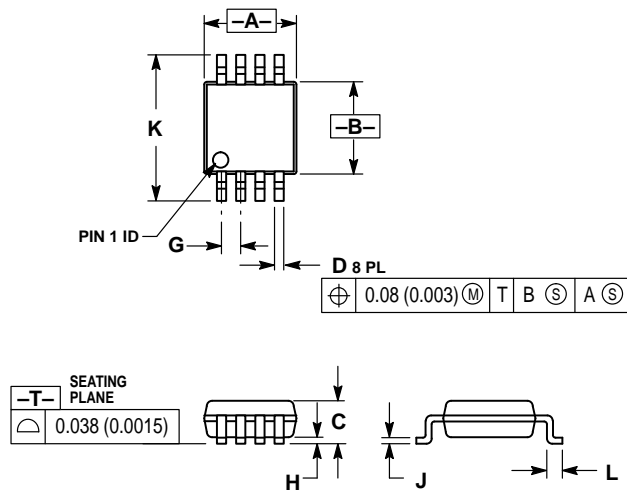 –A–
K
–B–
PIN 1 ID
G
D 8 PL
⌖ 0.08 (0.003) Ⓜ T B Ⓢ A Ⓢ
–T– SEATING
PLANE
⌓ 0.038 (0.0015)
C
H
J
L